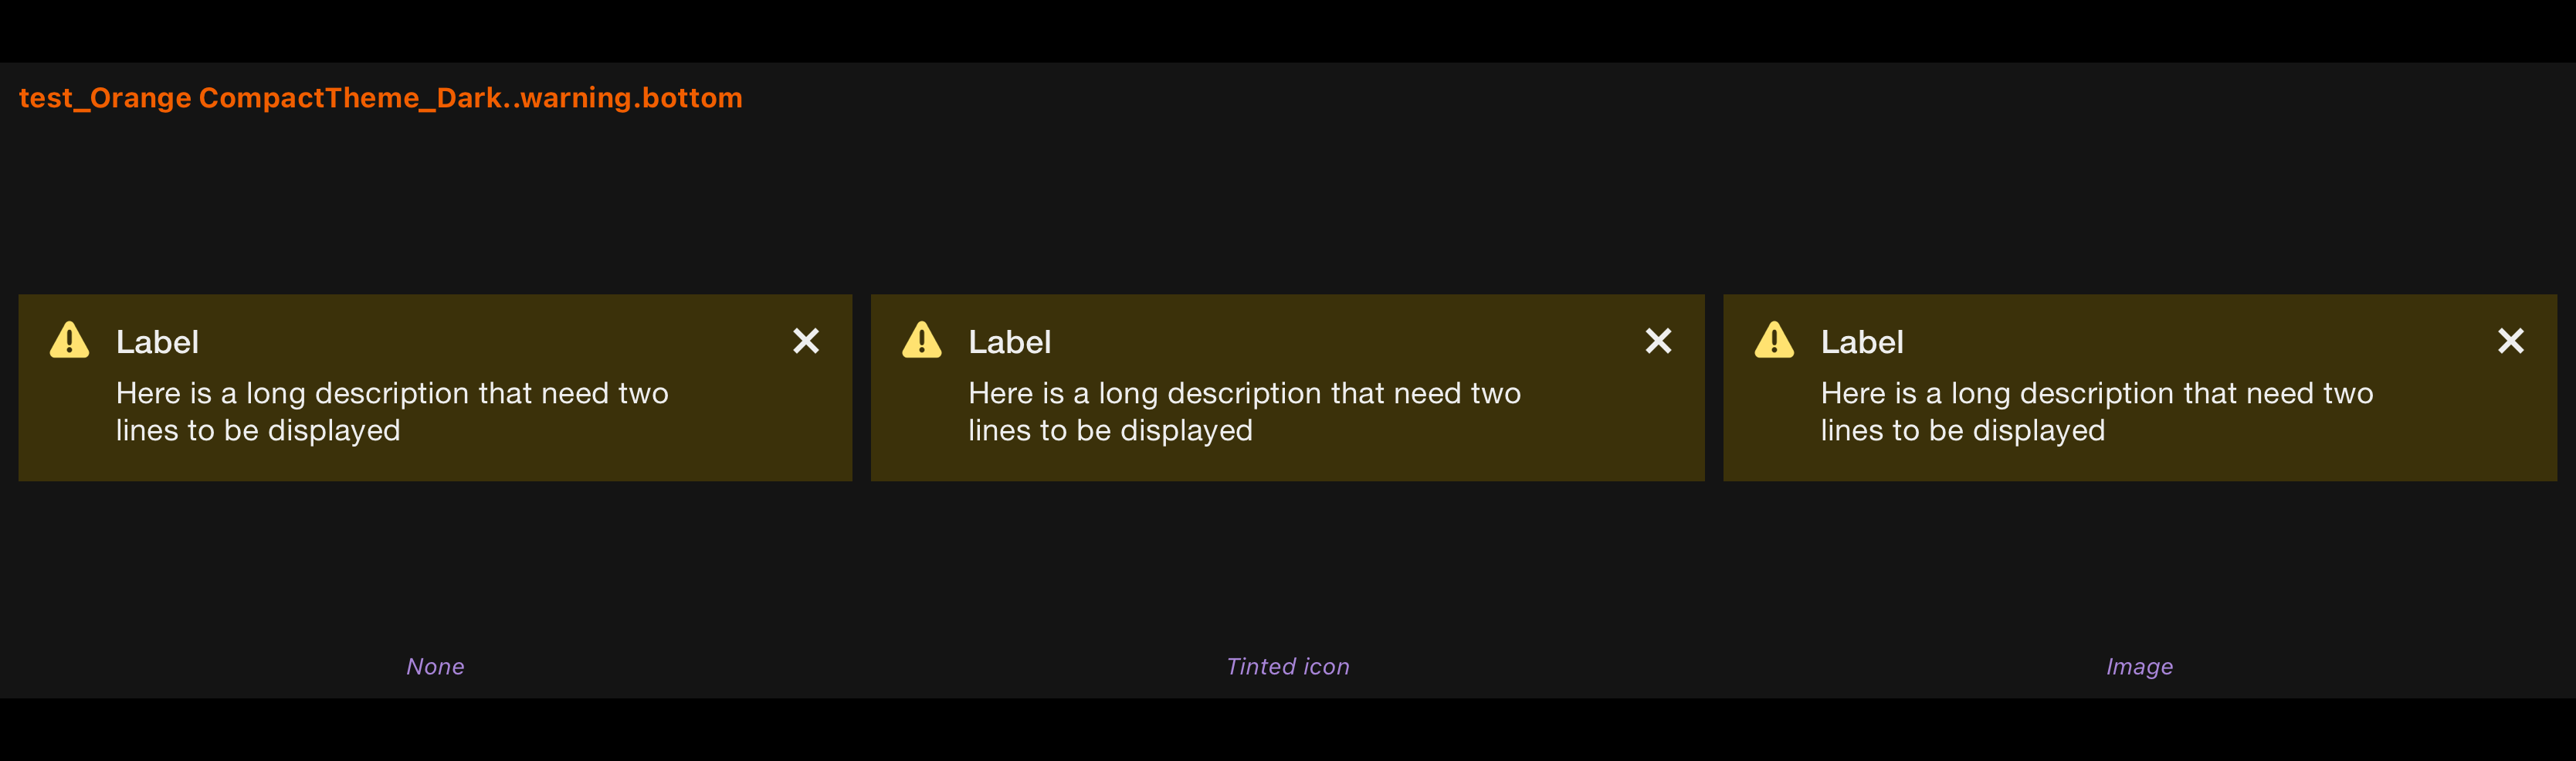 test_Orange CompactTheme_Dark..warning.bottom
Label
Here is a long description that need two
lines to be displayed
Label
Here is a long description that need two
lines to be displayed
Label
Here is a long description that need two
lines to be displayed
None
Tinted icon
Image